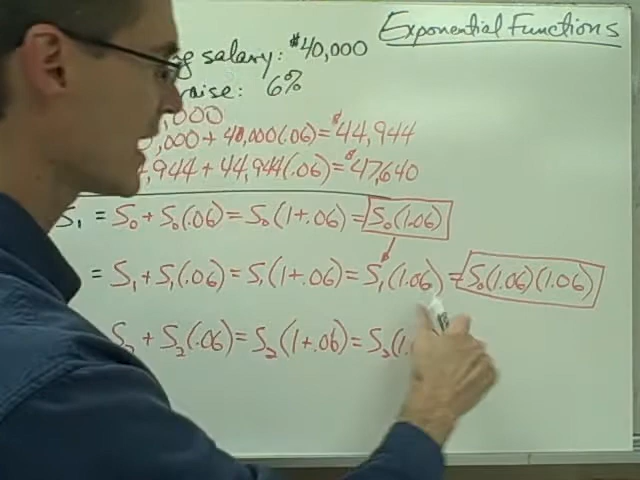 Exponential Functions
salary: $40,000
raise: 6%
,000
,000 + 40,000(.06) = $44,944
,944 + 44,944(.06) = $47,640
S₁ = S₀ + S₀(.06) = S₀(1+.06) = S₀(1.06)
= S₁ + S₁(.06) = S₁(1+.06) = S₁(1.06) = S₀(1.06)(1.06)
S₂ + S₂(.06) = S₂(1+.06) = S₂(1.